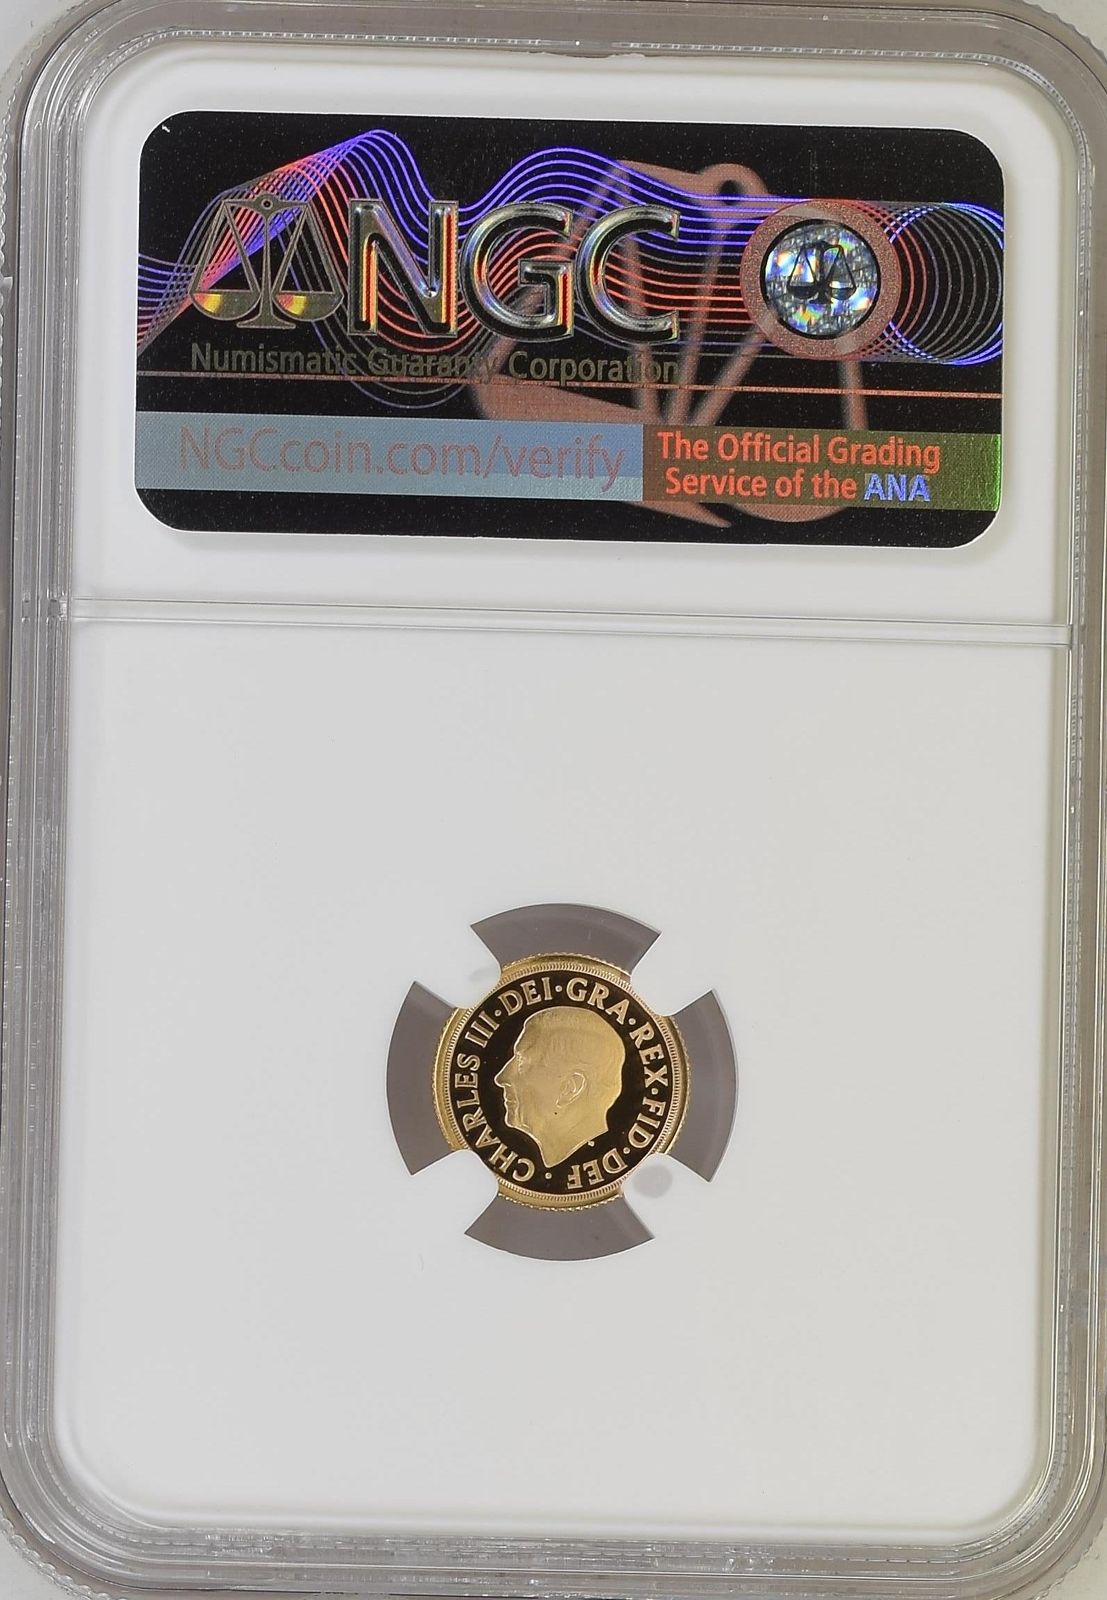 NGC
Numismatic Guaranty Corporation
NGCcoin.com/verify
The Official Grading
Service of the ANA
CHARLES III·DEI·GRA·REX·FID·DEF·